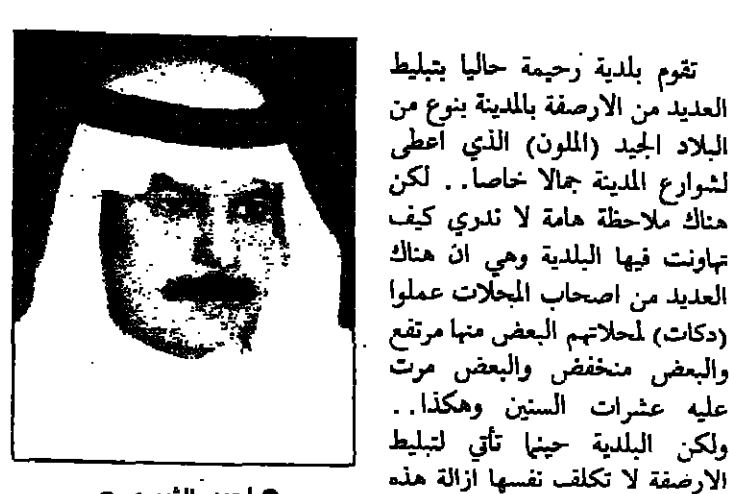 تقوم بلدية رحيمة حاليا بتبليط
العديد من الارصفة بالمدينة بنوع من
البلاد الجيد (الملون) الذي اعطى
لشوارع المدينة جمالا خاصا.. لكن
هناك ملاحظة هامة لا ندري كيف
تهاونت فيها البلدية وهي ان هناك
العديد من اصحاب المحلات عملوا
(دكات) لمحلاتهم البعض منها مرتفع
والبعض منخفض والبعض مرت
عليه عشرات السنين وهكذا..
ولكن البلدية حينما تأتي لتبليط
الارصفة لا تكلف نفسها ازالة هذه